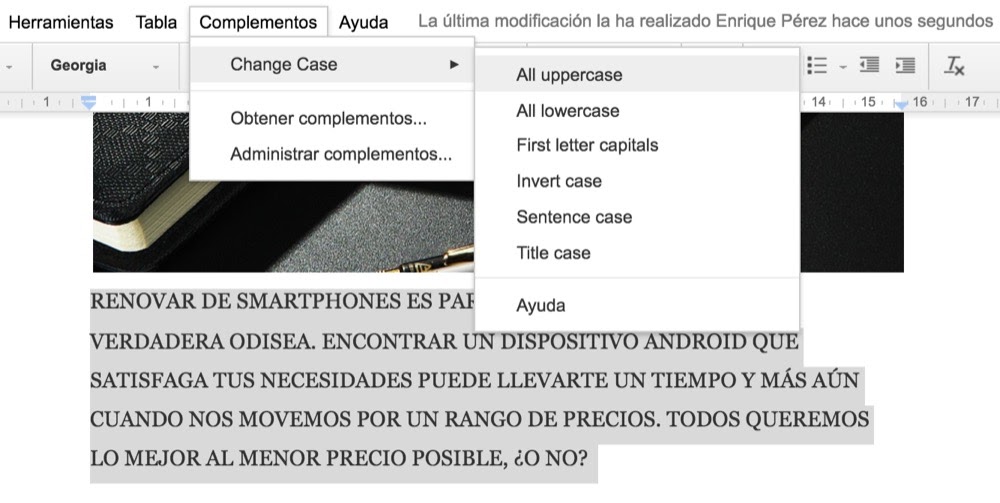 Herramientas Tabla Complementos Ayuda La última modificación la ha realizado Enrique Pérez hace unos segundos
Georgia
Change Case
Obtener complementos...
Administrar complementos...
All uppercase
All lowercase
First letter capitals
Invert case
Sentence case
Title case
Ayuda
1 1 14 15 16 17
RENOVAR DE SMARTPHONES ES
VERDADERA ODISEA. ENCONTRAR UN DISPOSITIVO ANDROID QUE
SATISFAGA TUS NECESIDADES PUEDE LLEVARTE UN TIEMPO Y MÁS AÚN
CUANDO NOS MOVEMOS POR UN RANGO DE PRECIOS. TODOS QUEREMOS
LO MEJOR AL MENOR PRECIO POSIBLE, ¿O NO?